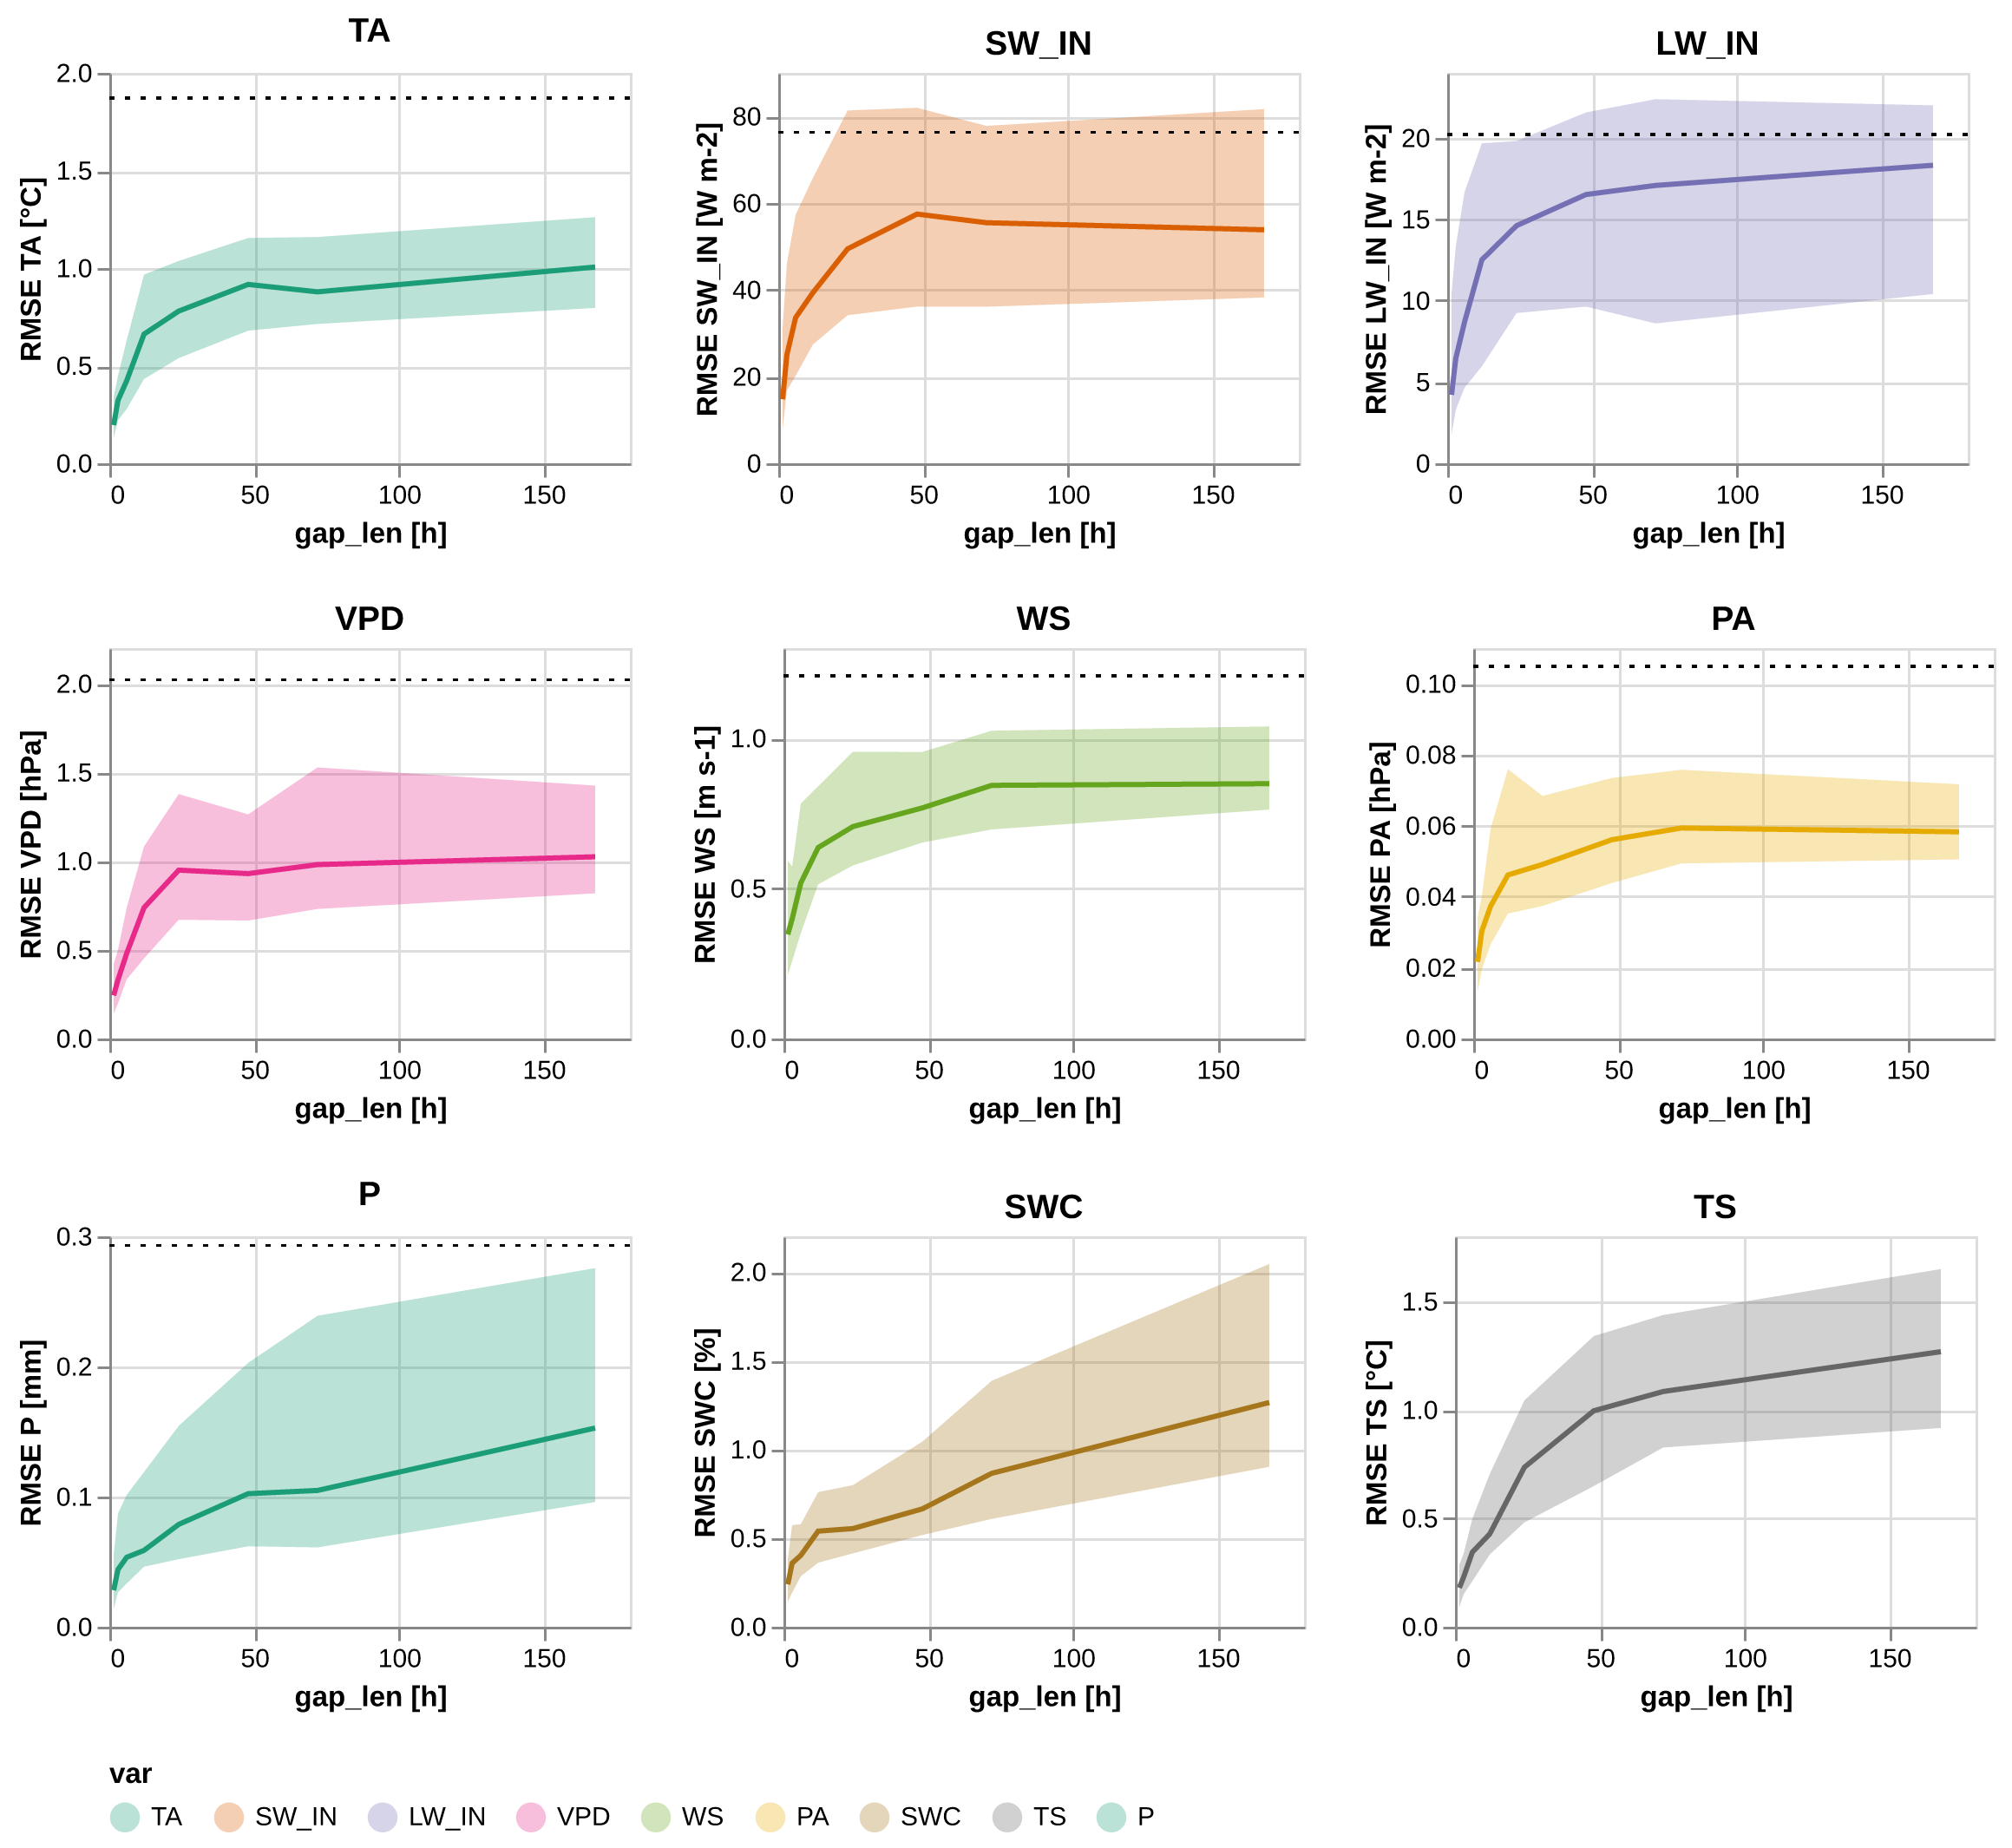 TA
SW_IN
LW_IN
RMSE TA [°C]
2.0
1.5
1.0
0.5
0.0
0 50 100 150
gap_len [h]
RMSE SW_IN [W m-2]
80
60
40
20
0
0 50 100 150
gap_len [h]
RMSE LW_IN [W m-2]
20
15
10
5
0
0 50 100 150
gap_len [h]
VPD
WS
PA
RMSE VPD [hPa]
2.0
1.5
1.0
0.5
0.0
0 50 100 150
gap_len [h]
RMSE WS [m s-1]
1.0
0.5
0.0
0 50 100 150
gap_len [h]
RMSE PA [hPa]
0.10
0.08
0.06
0.04
0.02
0.00
0 50 100 150
gap_len [h]
P
SWC
TS
RMSE P [mm]
0.3
0.2
0.1
0.0
0 50 100 150
gap_len [h]
RMSE SWC [%]
2.0
1.5
1.0
0.5
0.0
0 50 100 150
gap_len [h]
RMSE TS [°C]
1.5
1.0
0.5
0.0
0 50 100 150
gap_len [h]
var
TA SW_IN LW_IN VPD WS PA SWC TS P